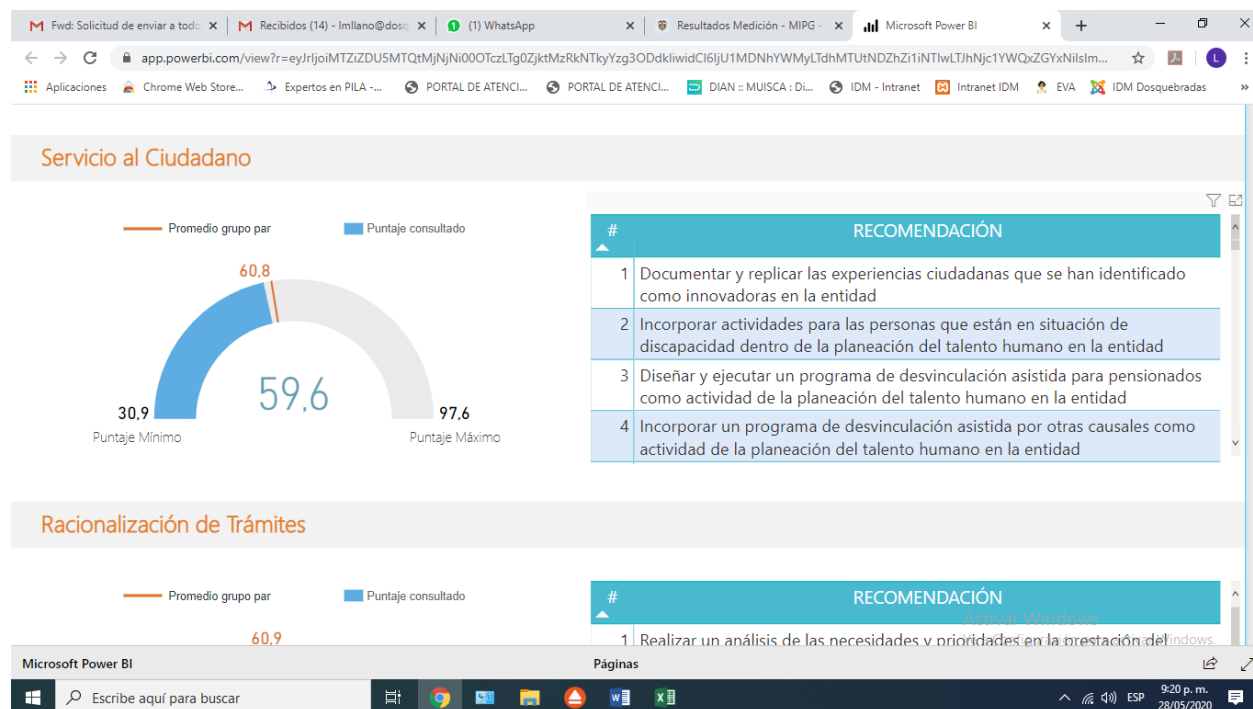 Fwd: Solicitud de enviar a todo
Recibidos (14) - lmllano@dosq
(1) WhatsApp
Resultados Medición - MIPG -
Microsoft Power BI
Aplicaciones
Chrome Web Store...
Expertos en PILA -...
PORTAL DE ATENCI...
PORTAL DE ATENCI...
DIAN :: MUISCA : Di...
IDM - Intranet
Intranet IDM
EVA
IDM Dosquebradas
»
Servicio al Ciudadano
Promedio grupo par
Puntaje consultado
60,8
59,6
30,9
Puntaje Mínimo
97,6
Puntaje Máximo
# RECOMENDACIÓN
1 Documentar y replicar las experiencias ciudadanas que se han identificado
como innovadoras en la entidad
2 Incorporar actividades para las personas que están en situación de
discapacidad dentro de la planeación del talento humano en la entidad
3 Diseñar y ejecutar un programa de desvinculación asistida para pensionados
como actividad de la planeación del talento humano en la entidad
4 Incorporar un programa de desvinculación asistida por otras causales como
actividad de la planeación del talento humano en la entidad
Racionalización de Trámites
Promedio grupo par
Puntaje consultado
60,9
# RECOMENDACIÓN
Activar Windows
1 Realizar un análisis de las necesidades y prioridades en la prestación del
Windows.
Microsoft Power BI
Páginas
Escribe aquí para buscar
ESP
9:20 p. m.
28/05/2020